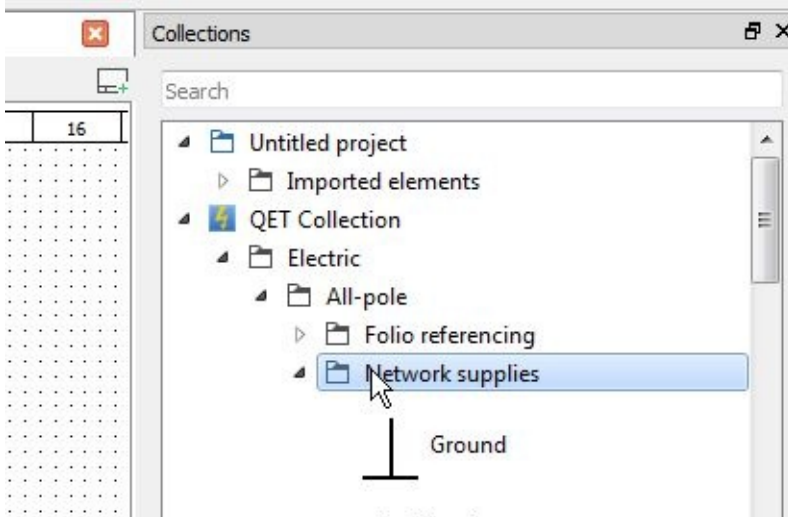 Collections
Search
16
Untitled project
Imported elements
QET Collection
Electric
All-pole
Folio referencing
Network supplies
Ground